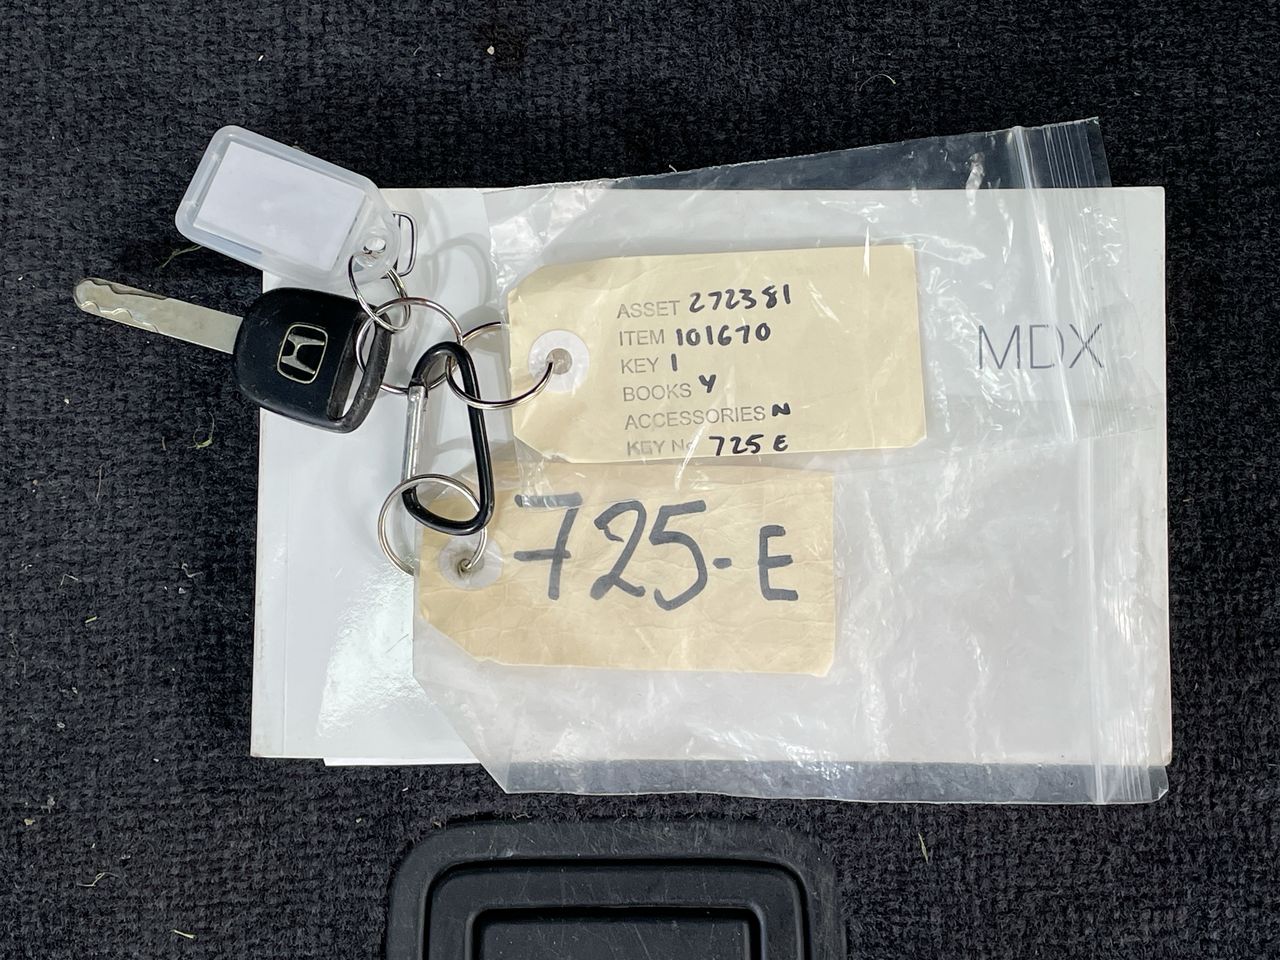 ASSET 272381
ITEM 101670
KEY 1
BOOKS Y
ACCESSORIES N
KEY No 725 E
MDX
725-E